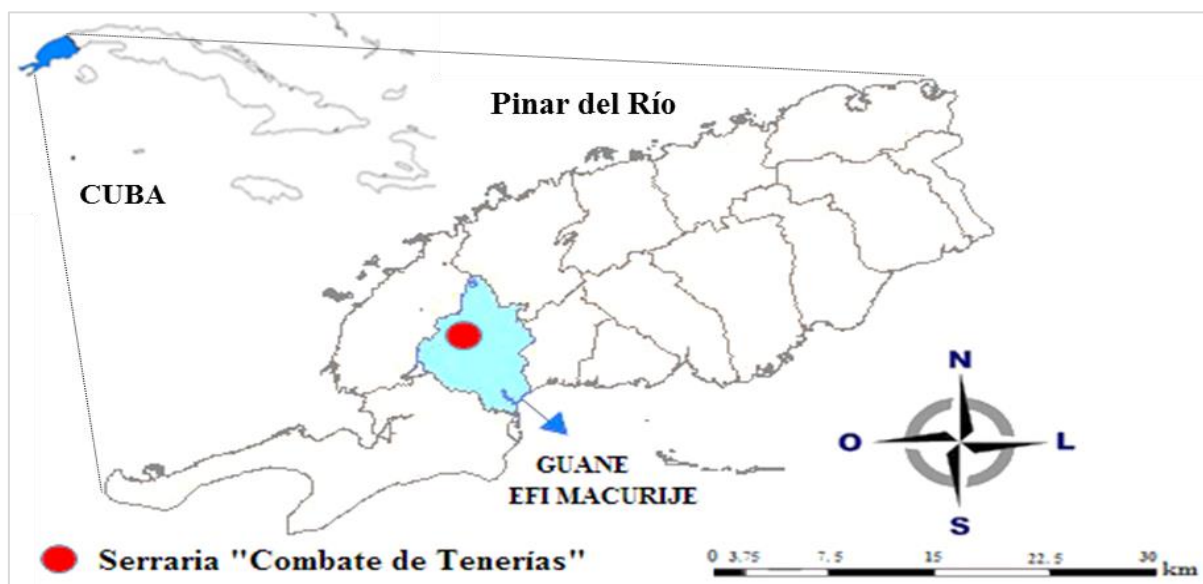 Pinar del Río
CUBA
N
O L
S
GUANE
EFI MACURIJE
Serraria "Combate de Tenerías"
0 3.75 7.5 15 22.5 30
km